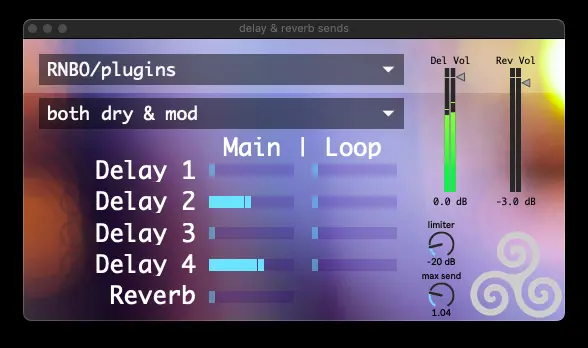 delay & reverb sends
RNBO/plugins
both dry & mod
Main | Loop
Delay 1
Delay 2
Delay 3
Delay 4
Reverb
Del Vol
Rev Vol
0.0 dB
-3.0 dB
limiter
-20 dB
max send
1.04